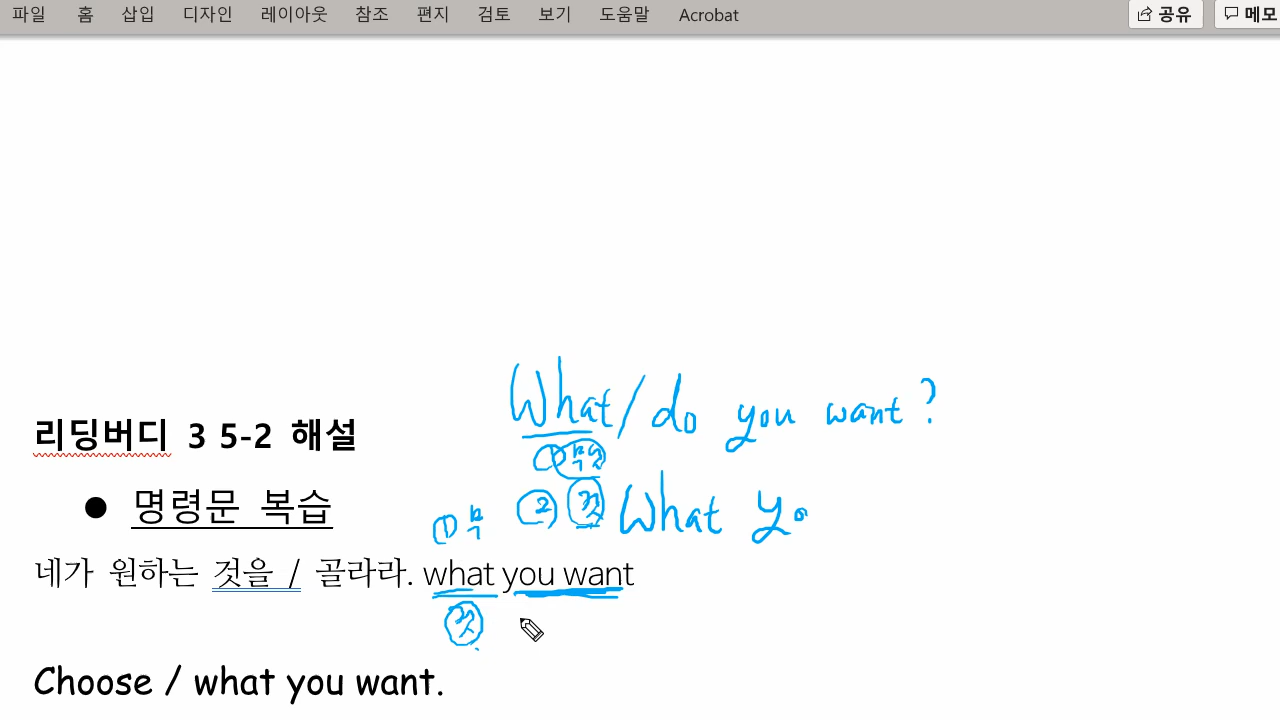 파일 홈 삽입 디자인 레이아웃 참조 편지 검토 보기 도움말 Acrobat 공유 메모
What / do you want ?
리딩버디 3 5-2 해설
① 무엇
● 명령문 복습
① 무 ② 것 What yo
네가 원하는 것을 / 골라라. what you want
것
Choose / what you want.